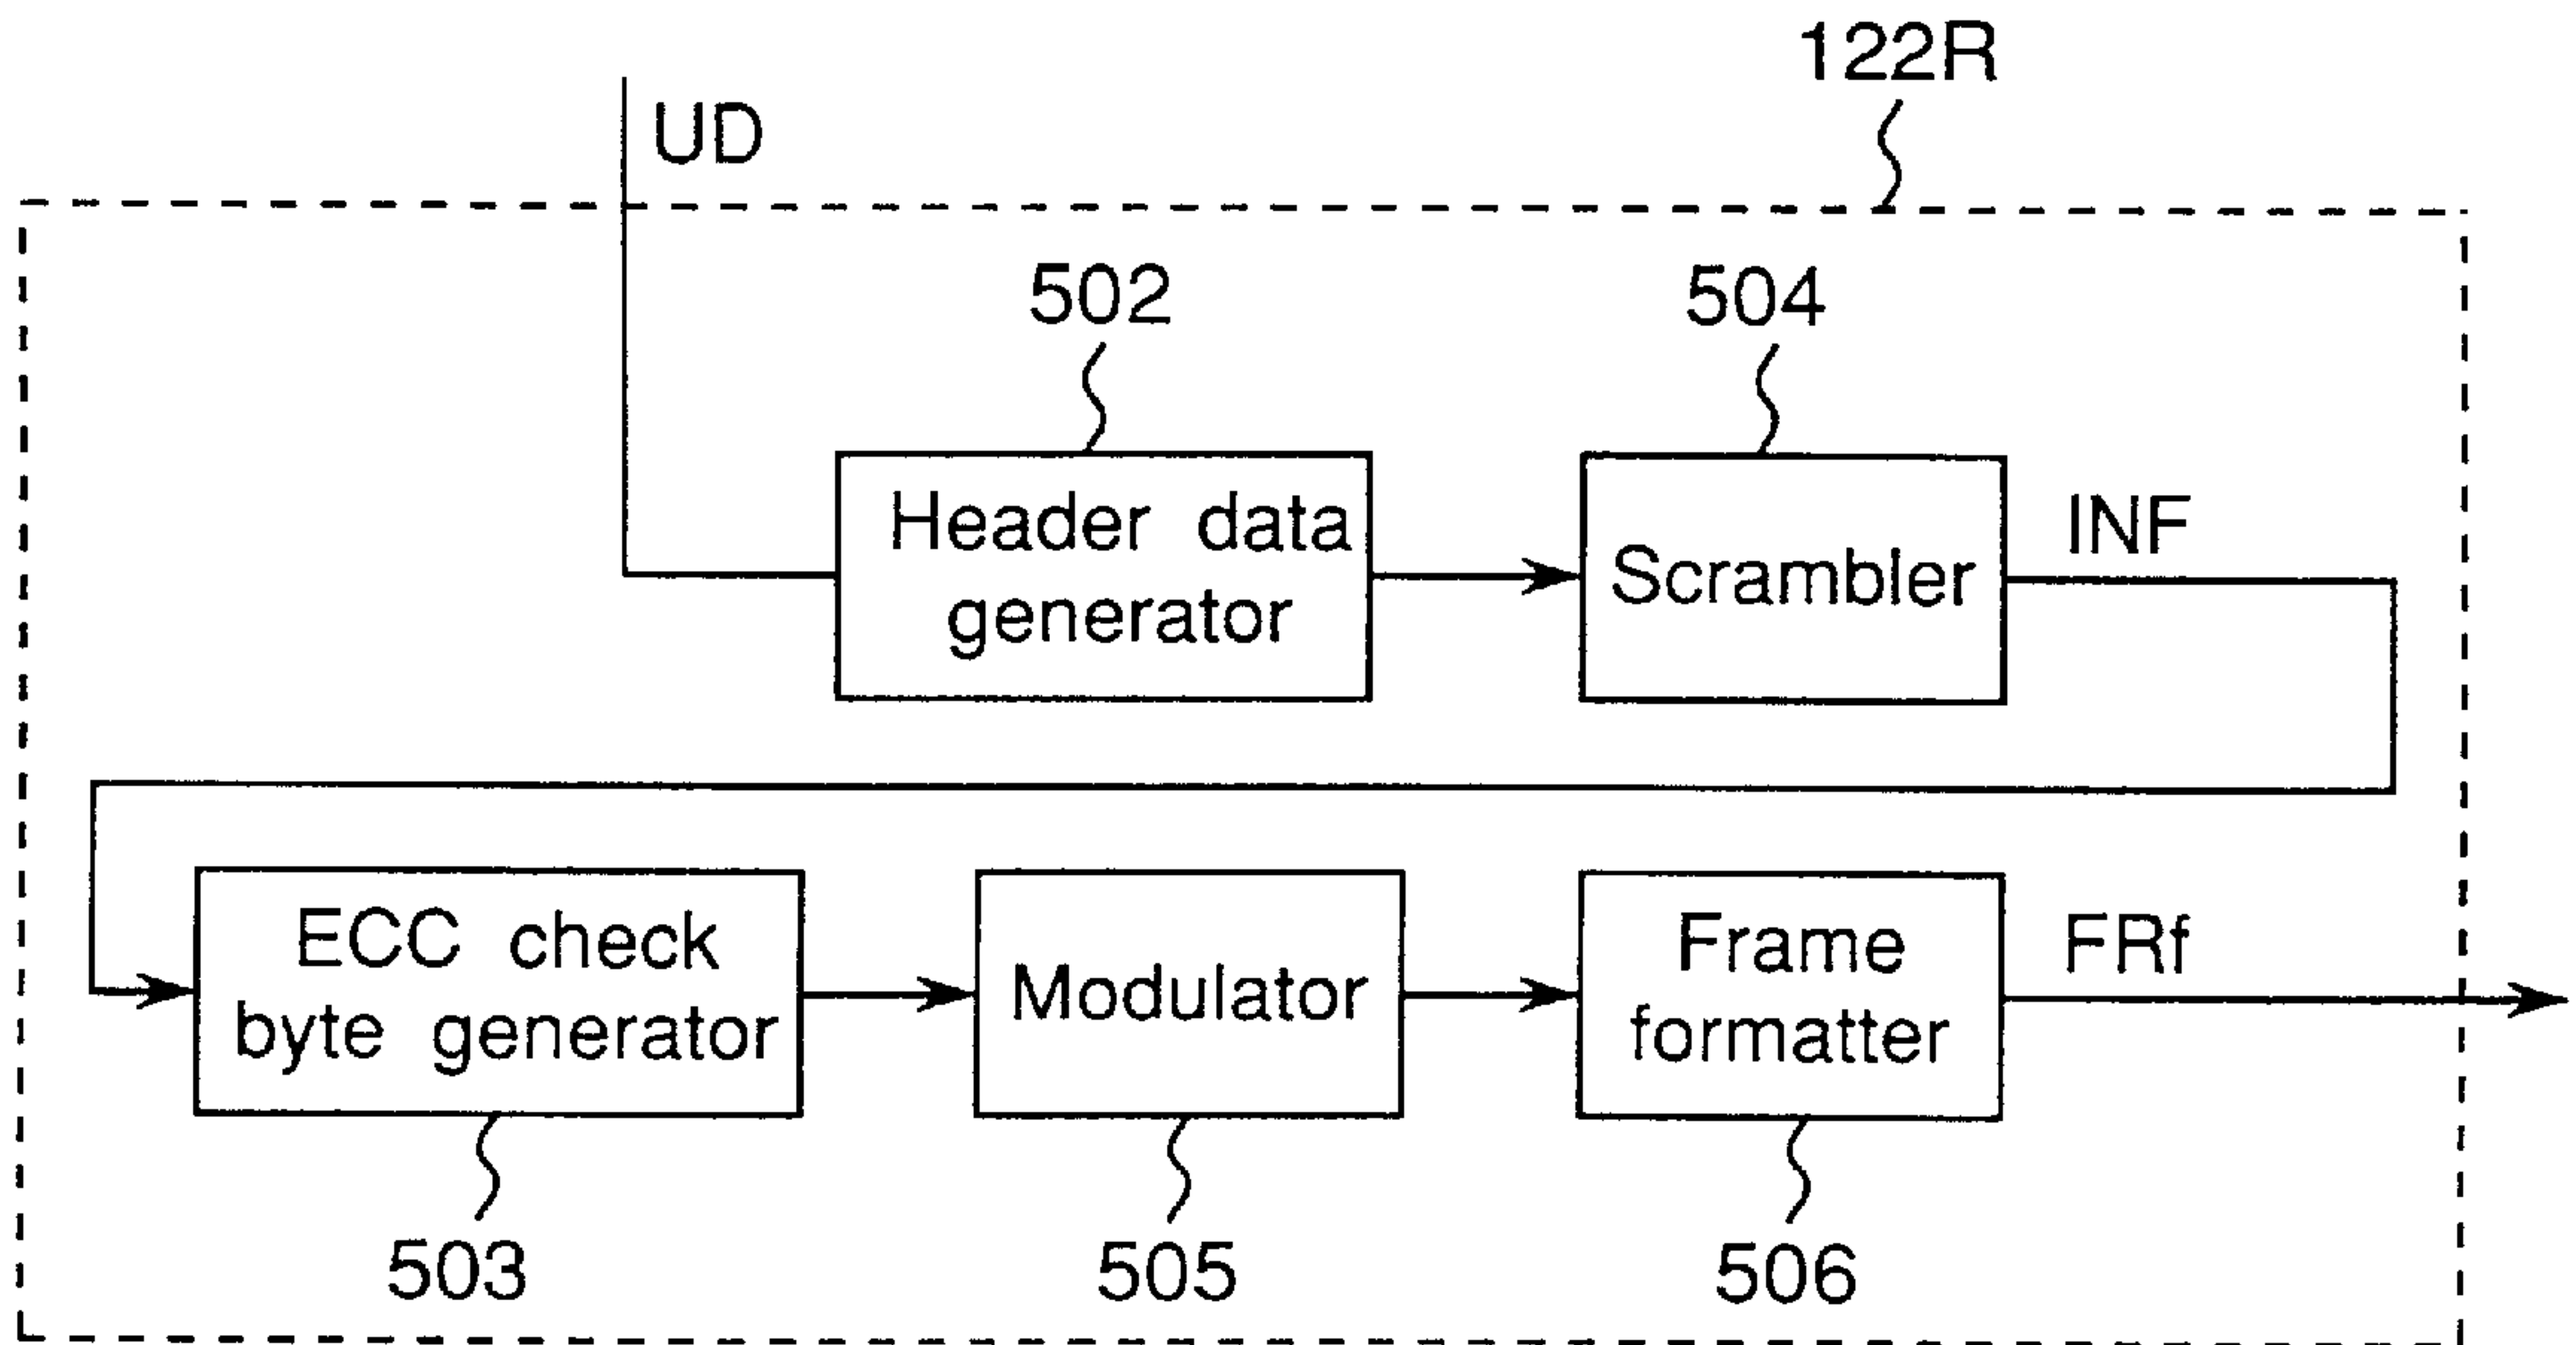 122R
UD
502
504
Header data
generator
Scrambler
INF
ECC check
byte generator
Modulator
Frame
formatter
FRf
503
505
506